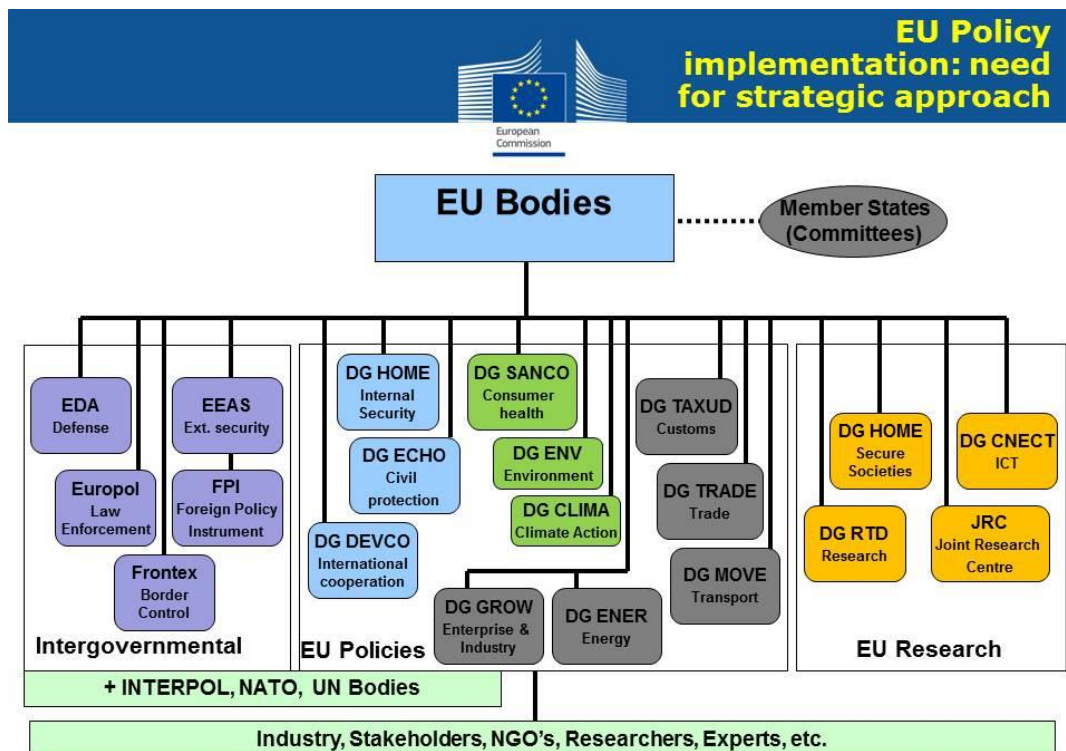 EU Policy
implementation: need
for strategic approach
European
Commission
EU Bodies
Member States
(Committees)
EDA
Defense
EEAS
Ext. security
Europol
Law
Enforcement
FPI
Foreign Policy
Instrument
Frontex
Border
Control
Intergovernmental
DG HOME
Internal
Security
DG ECHO
Civil
protection
DG DEVCO
International
cooperation
DG SANCO
Consumer
health
DG ENV
Environment
DG CLIMA
Climate Action
DG TAXUD
Customs
DG TRADE
Trade
DG MOVE
Transport
DG GROW
Enterprise &
Industry
DG ENER
Energy
EU Policies
DG HOME
Secure
Societies
DG CNECT
ICT
DG RTD
Research
JRC
Joint Research
Centre
EU Research
+ INTERPOL, NATO, UN Bodies
Industry, Stakeholders, NGO's, Researchers, Experts, etc.